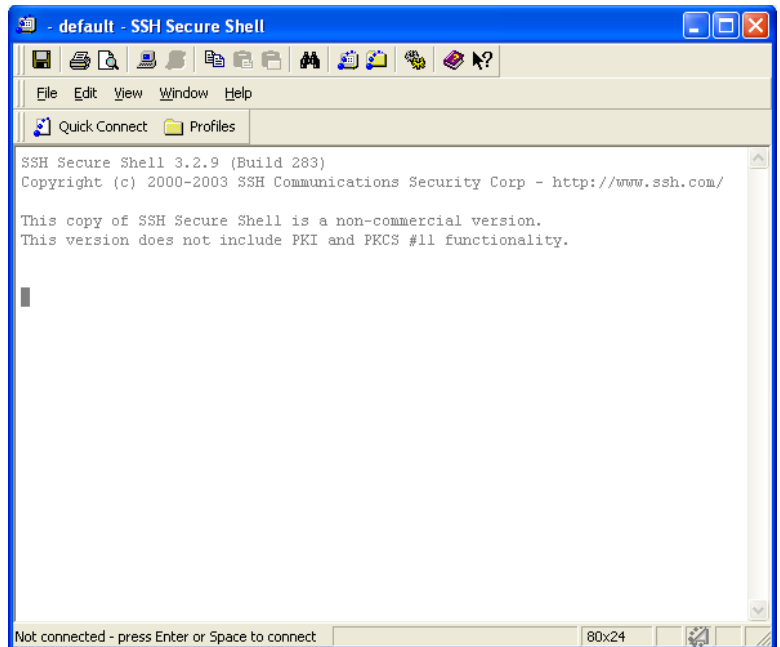 - default - SSH Secure Shell
File Edit View Window Help
Quick Connect Profiles
SSH Secure Shell 3.2.9 (Build 283)
Copyright (c) 2000-2003 SSH Communications Security Corp - http://www.ssh.com/
This copy of SSH Secure Shell is a non-commercial version.
This version does not include PKI and PKCS #11 functionality.
Not connected - press Enter or Space to connect 80x24